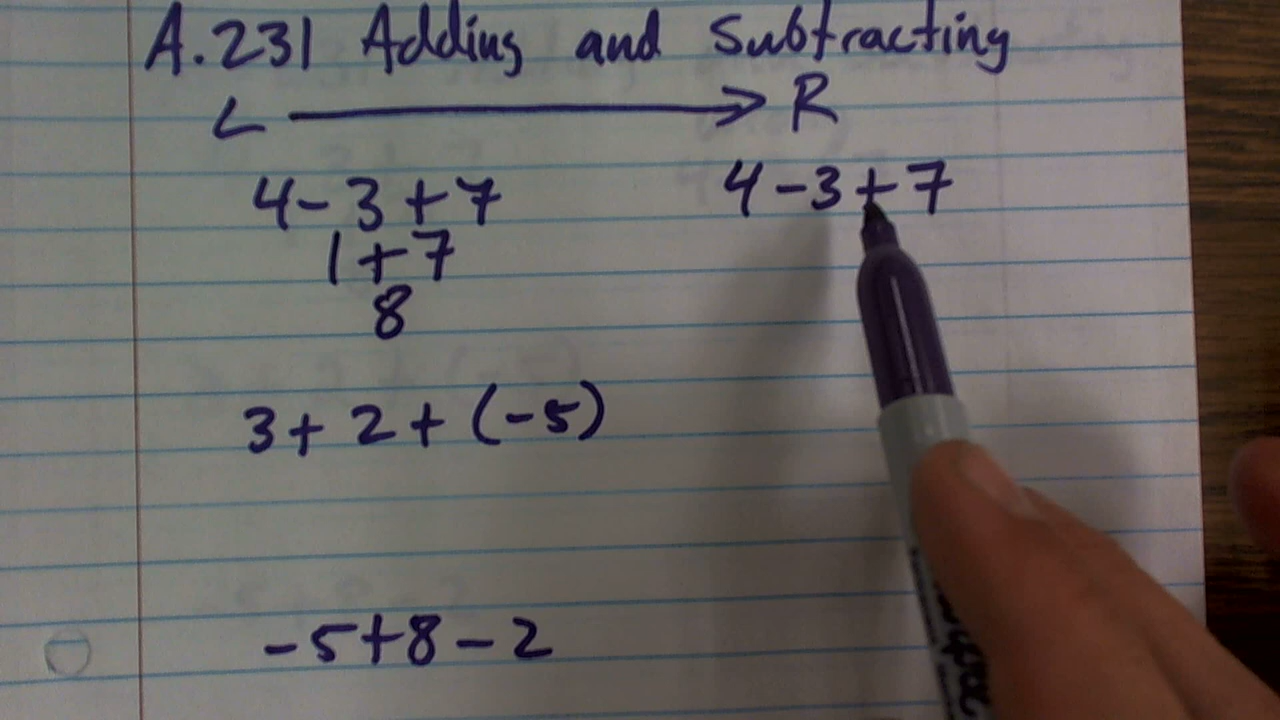 A.231 Adding and Subtracting
L → R
4-3+7 4-3+7
1+7
8
3+2+(-5)
-5+8-2